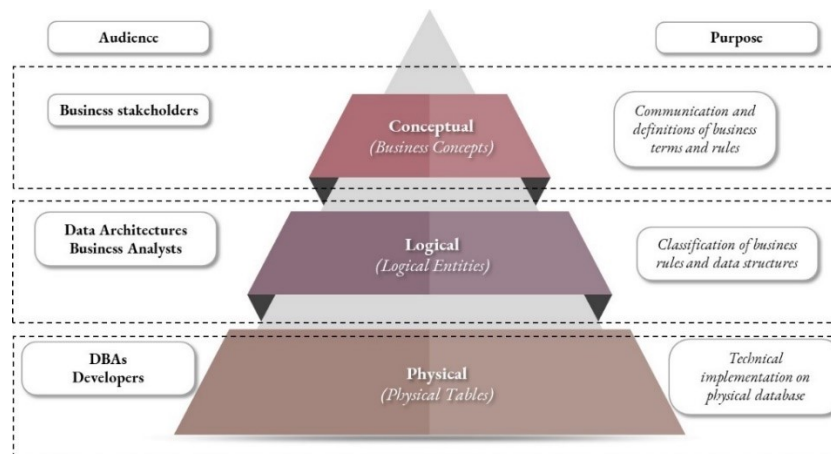 Audience
Purpose
Business stakeholders
Conceptual
(Business Concepts)
Communication and
definitions of business
terms and rules
Data Architectures
Business Analysts
Logical
(Logical Entities)
Classification of business
rules and data structures
DBAs
Developers
Physical
(Physical Tables)
Technical
implementation on
physical database